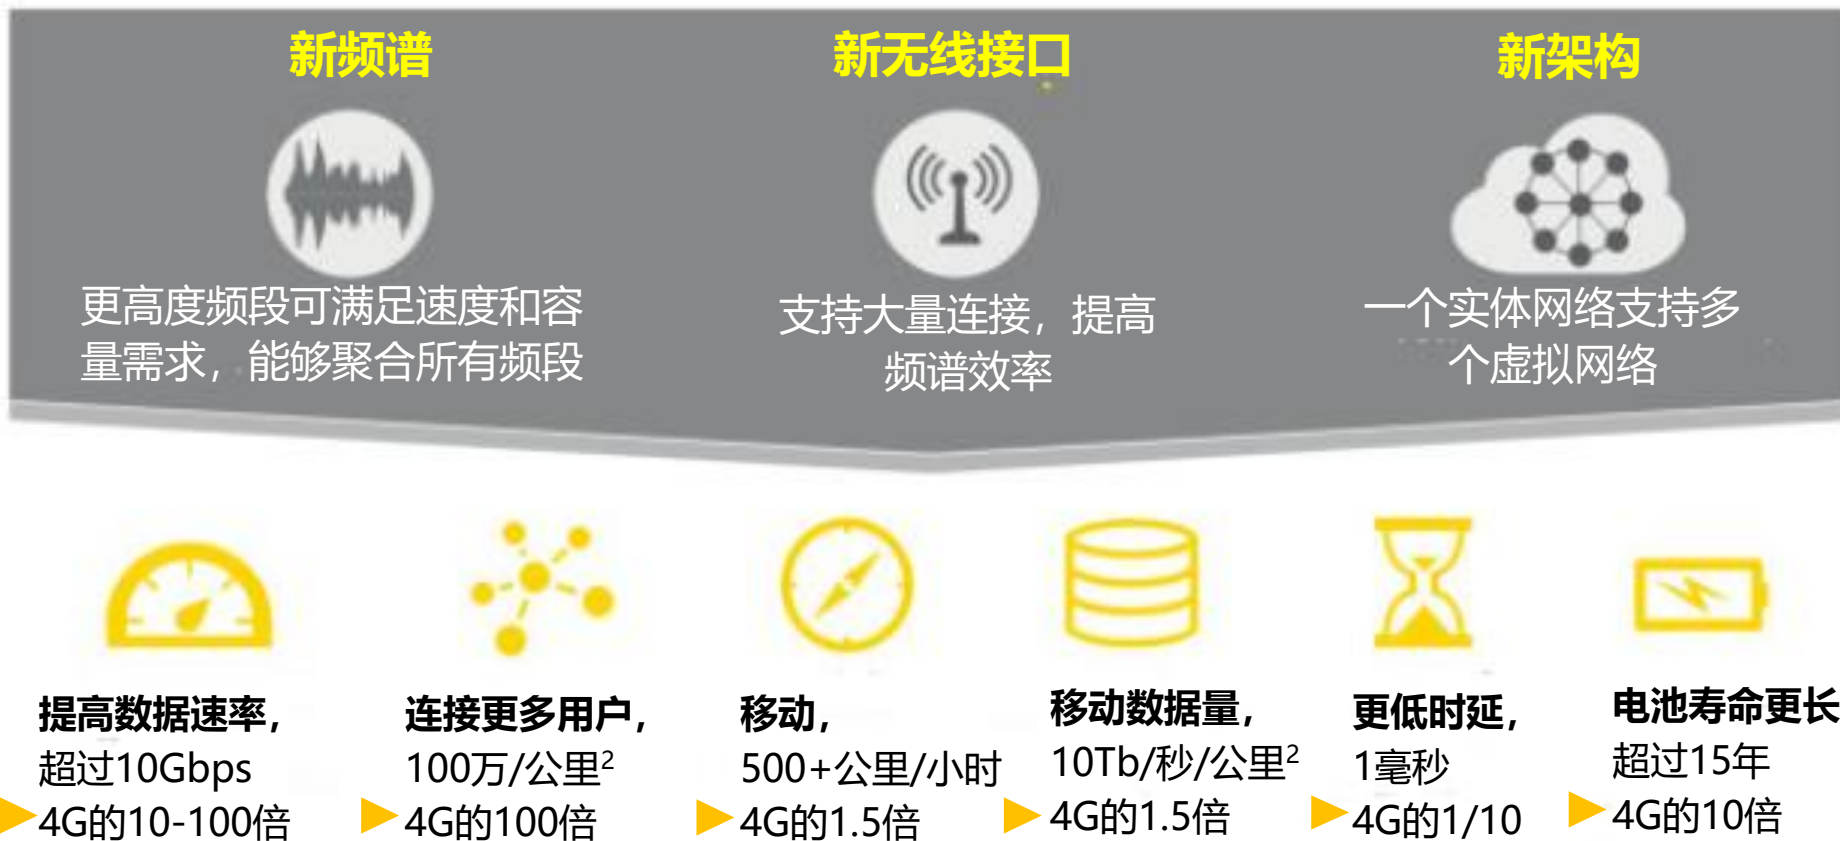 新频谱
更高度频段可满足速度和容
量需求，能够聚合所有频段
新无线接口
支持大量连接，提高
频谱效率
新架构
一个实体网络支持多
个虚拟网络
提高数据速率，
超过10Gbps
4G的10-100倍
连接更多用户，
100万/公里²
4G的100倍
移动，
500+公里/小时
4G的1.5倍
移动数据量，
10Tb/秒/公里²
4G的1.5倍
更低时延，
1毫秒
4G的1/10
电池寿命更长
超过15年
4G的10倍